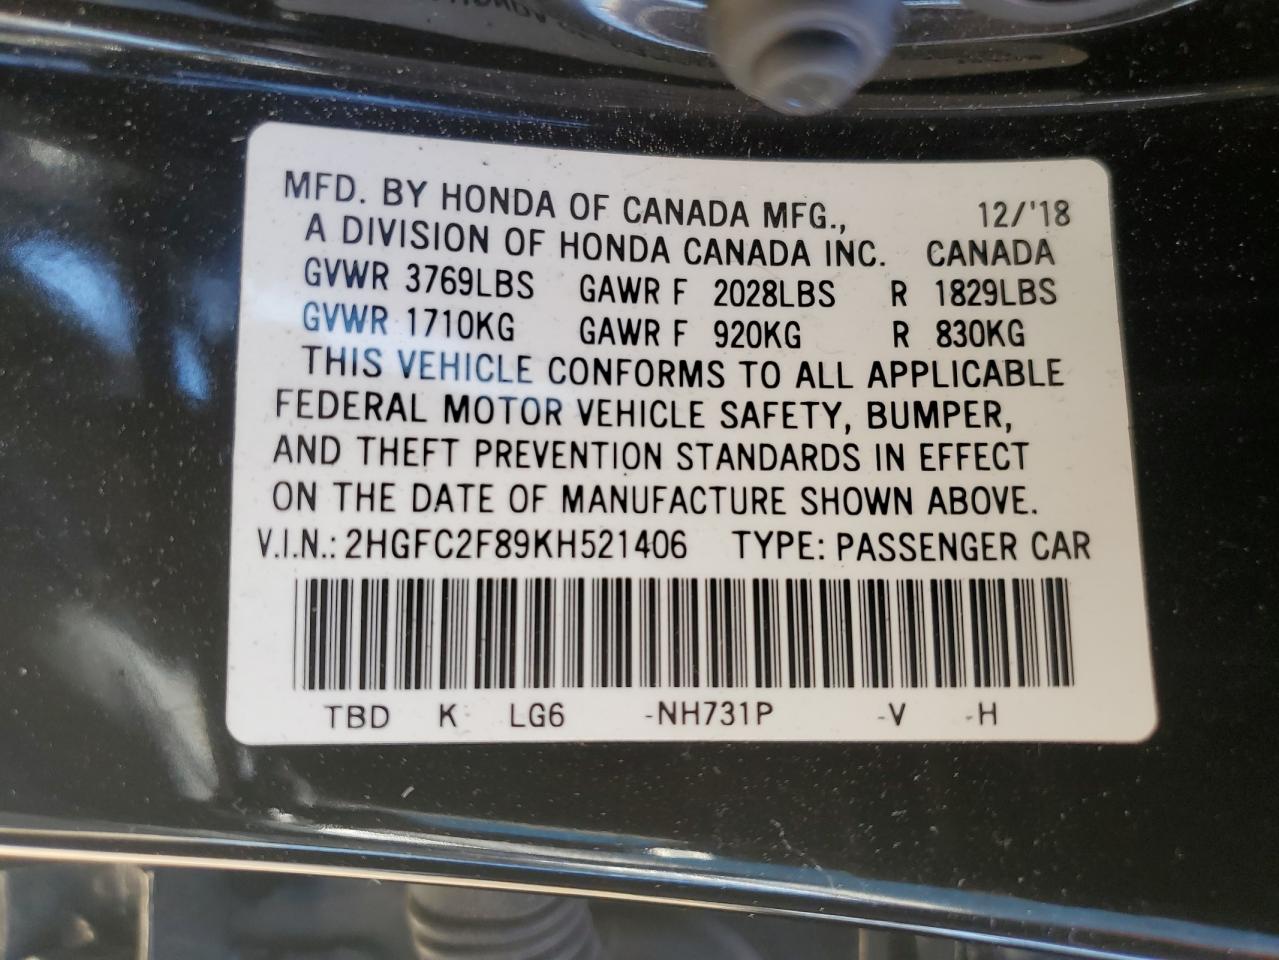 MFD. BY HONDA OF CANADA MFG., 12/'18
A DIVISION OF HONDA CANADA INC. CANADA
GVWR 3769LBS GAWR F 2028LBS R 1829LBS
GVWR 1710KG GAWR F 920KG R 830KG
THIS VEHICLE CONFORMS TO ALL APPLICABLE
FEDERAL MOTOR VEHICLE SAFETY, BUMPER,
AND THEFT PREVENTION STANDARDS IN EFFECT
ON THE DATE OF MANUFACTURE SHOWN ABOVE.
V.I.N.: 2HGFC2F89KH521406 TYPE: PASSENGER CAR
TBD K LG6 -NH731P -V -H